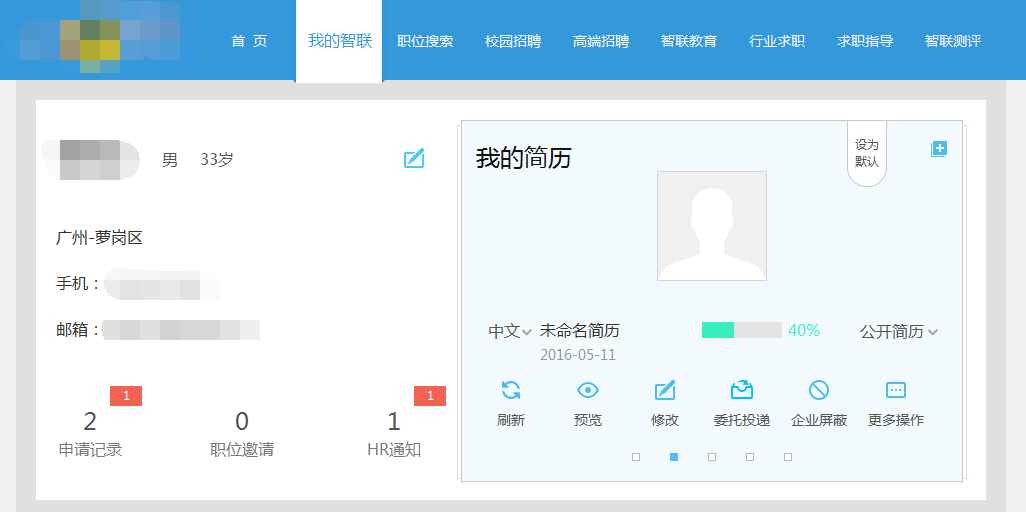 首 页 我的智联 职位搜索 校园招聘 高端招聘 智联教育 行业求职 求职指导 智联测评
男 33岁
广州-萝岗区
手机：
邮箱：
1 1
2 0 1
申请记录 职位邀请 HR通知
我的简历
设为
默认
中文 未命名简历 40% 公开简历
2016-05-11
刷新 预览 修改 委托投递 企业屏蔽 更多操作